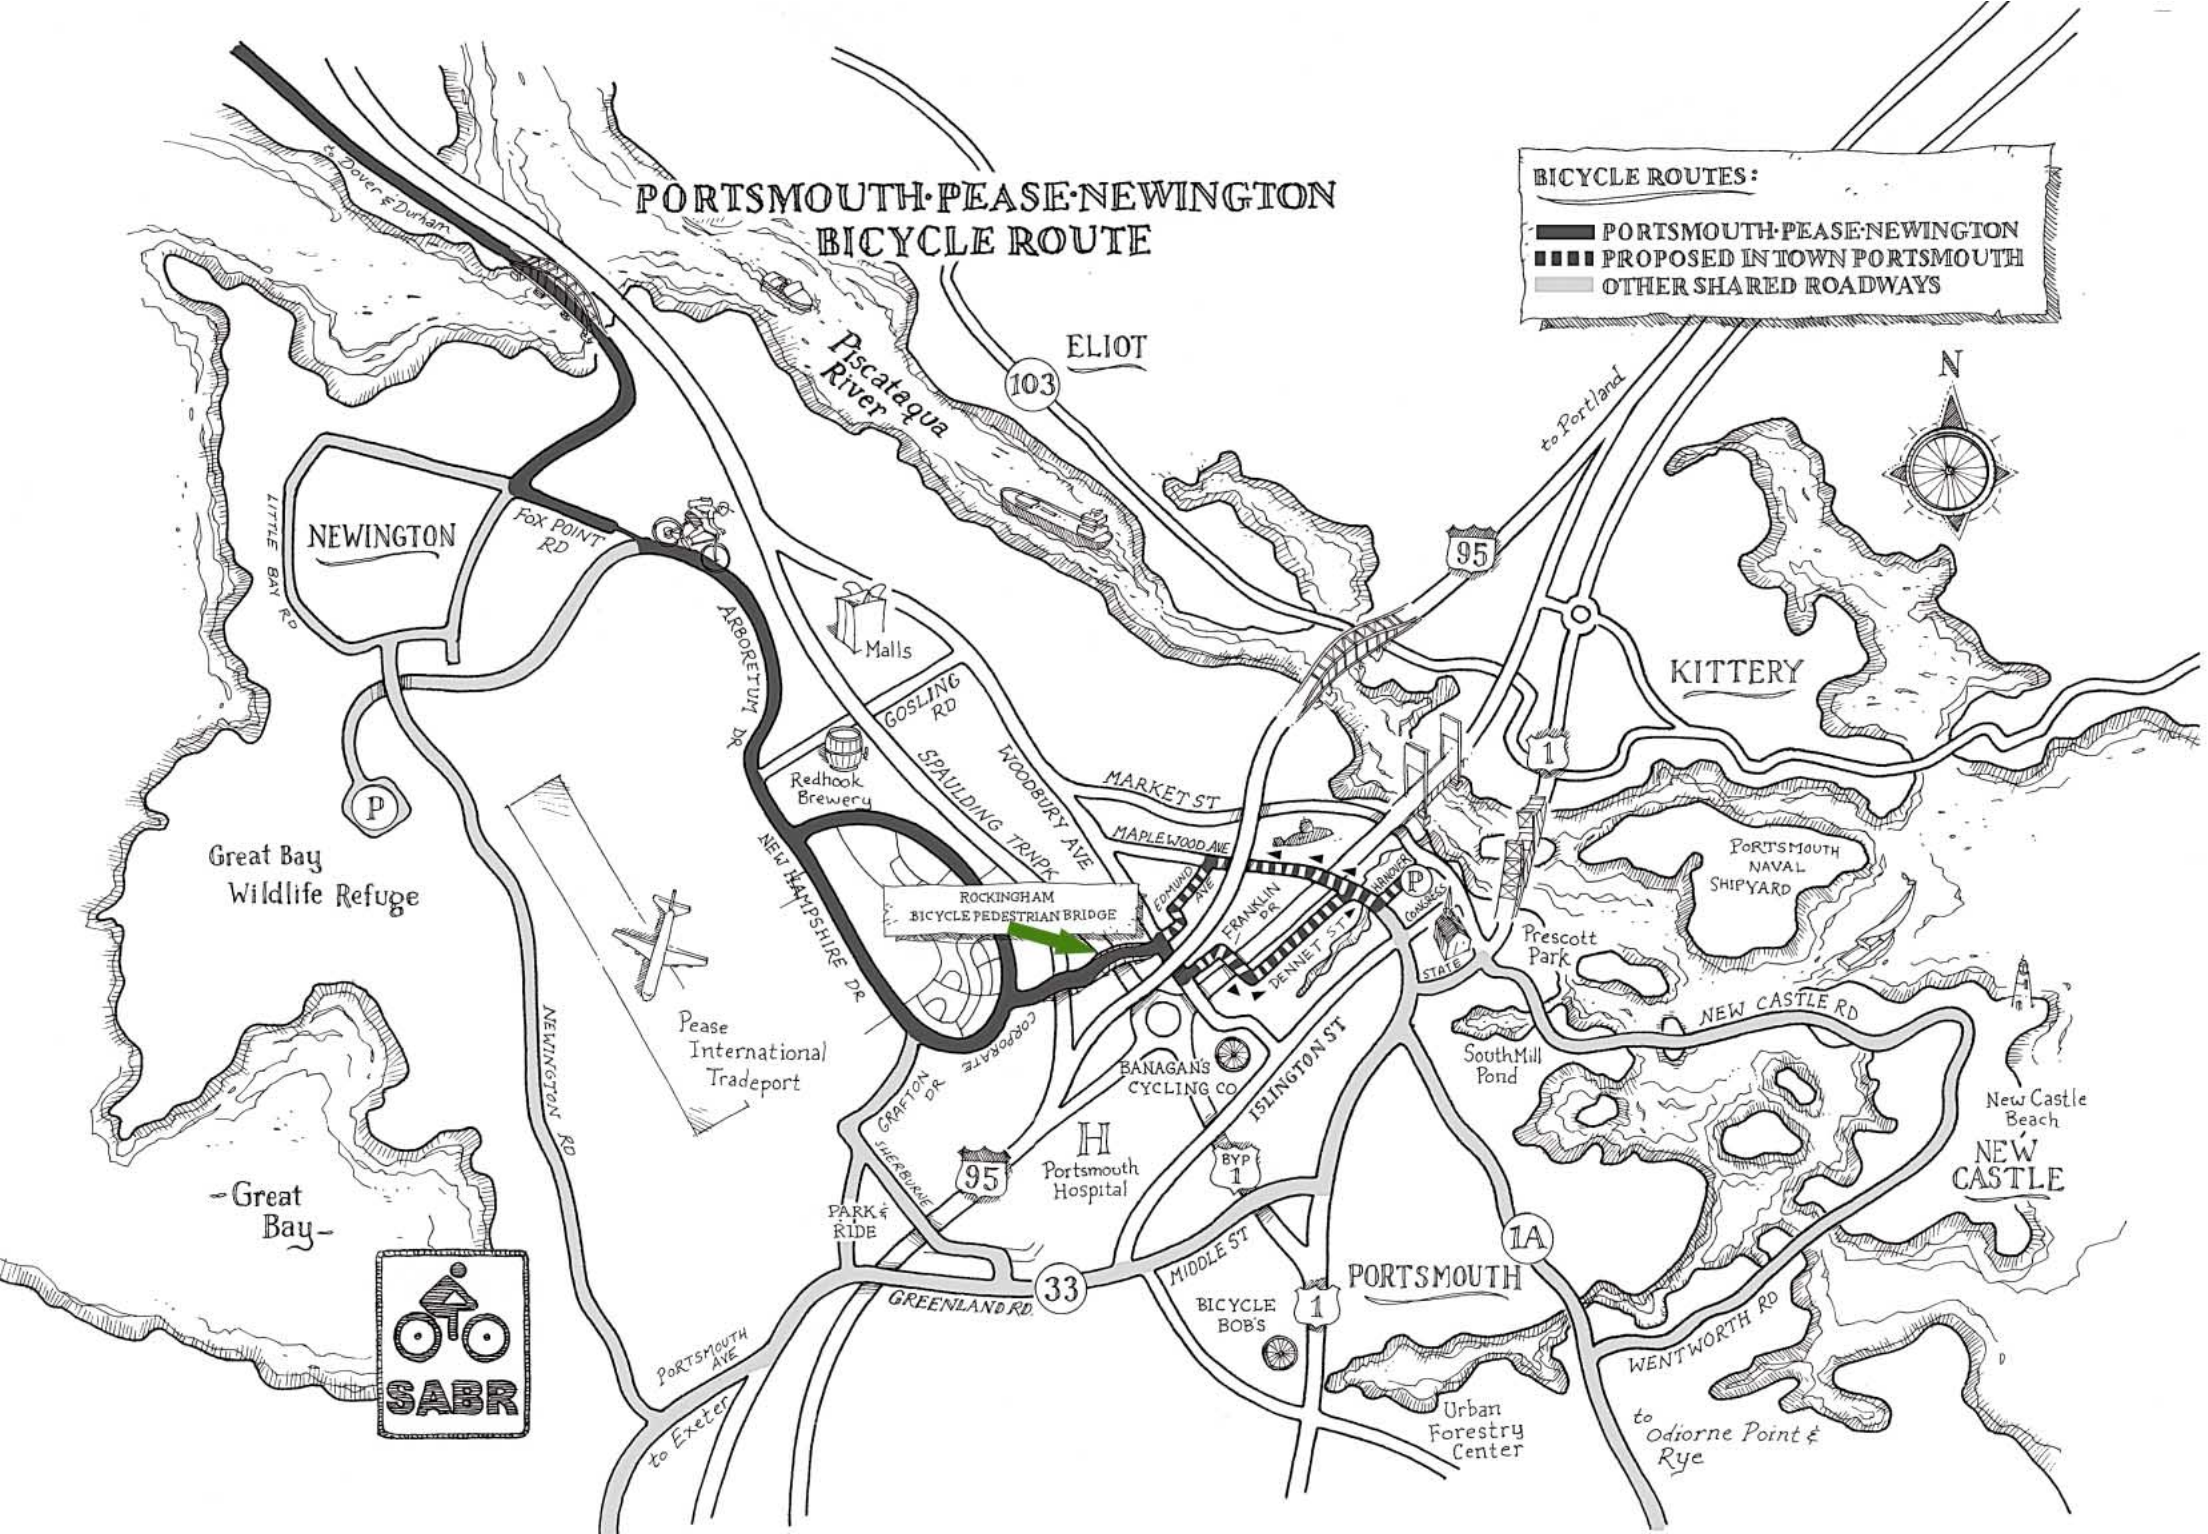 PORTSMOUTH·PEASE·NEWINGTON
BICYCLE ROUTE
BICYCLE ROUTES:
PORTSMOUTH·PEASE·NEWINGTON
PROPOSED IN TOWN PORTSMOUTH
OTHER SHARED ROADWAYS
N
to Dover & Durham
Piscataqua
River
ELIOT
103
to Portland
95
KITTERY
1
NEWINGTON
LITTLE BAY RD
FOX POINT
RD
ARBORETUM DR
Malls
GOSLING
RD
Redhook
Brewery
SPAULDING TRNPK
WOODBURY AVE
MARKET ST
MAPLEWOOD AVE
P
Great Bay
Wildlife Refuge
NEW HAMPSHIRE DR
ROCKINGHAM
BICYCLE PEDESTRIAN BRIDGE
EDMUND
AVE
FRANKLIN
DR
DENNET ST
HANOVER
P
CONGRESS
STATE
Prescott
Park
PORTSMOUTH
NAVAL
SHIPYARD
NEW CASTLE RD
South Mill
Pond
New Castle
Beach
NEW
CASTLE
Pease
International
Tradeport
NEWINGTON RD
CORPORATE
GRAFTON
DR
SHERBURNE
BANAGAN'S
CYCLING CO
ISLINGTON ST
H
Portsmouth
Hospital
95
BYP
1
PARK &
RIDE
-Great
Bay-
SABR
PORTSMOUTH
AVE
to Exeter
GREENLAND RD.
33
MIDDLE ST
BICYCLE
BOB'S
1
PORTSMOUTH
1A
WENTWORTH RD
Urban
Forestry
Center
to
Odiorne Point &
Rye